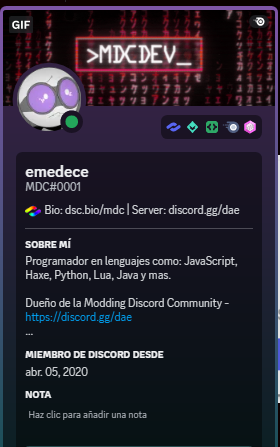 GIF
>MDCDEV_
emedece
MDC#0001
Bio: dsc.bio/mdc | Server: discord.gg/dae
SOBRE MÍ
Programador en lenguajes como: JavaScript,
Haxe, Python, Lua, Java y mas.
Dueño de la Modding Discord Community -
https://discord.gg/dae
...
MIEMBRO DE DISCORD DESDE
abr. 05, 2020
NOTA
Haz clic para añadir una nota